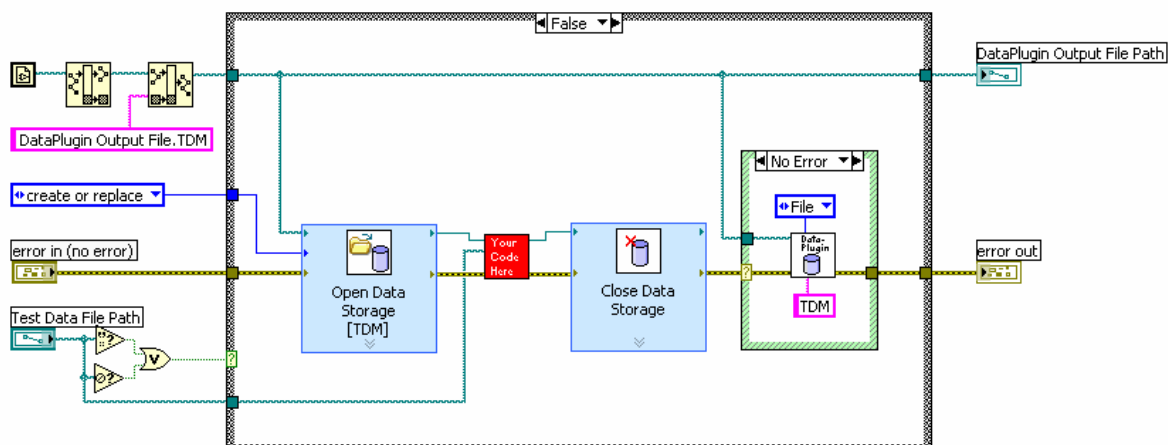 False
DataPlugin Output File Path
DataPlugin Output File.TDM
No Error
create or replace
File
error in (no error)
Your
Code
Here
Data-
Plugin
error out
Open Data
Storage
[TDM]
Close Data
Storage
TDM
Test Data File Path
?
?
V
?
?